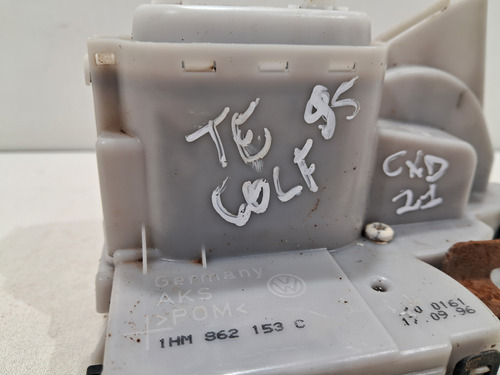 TE 95
GOLF
CXD
21
Germany
AKS
>POM<
1HM 962 153 C
0161
17.09.96